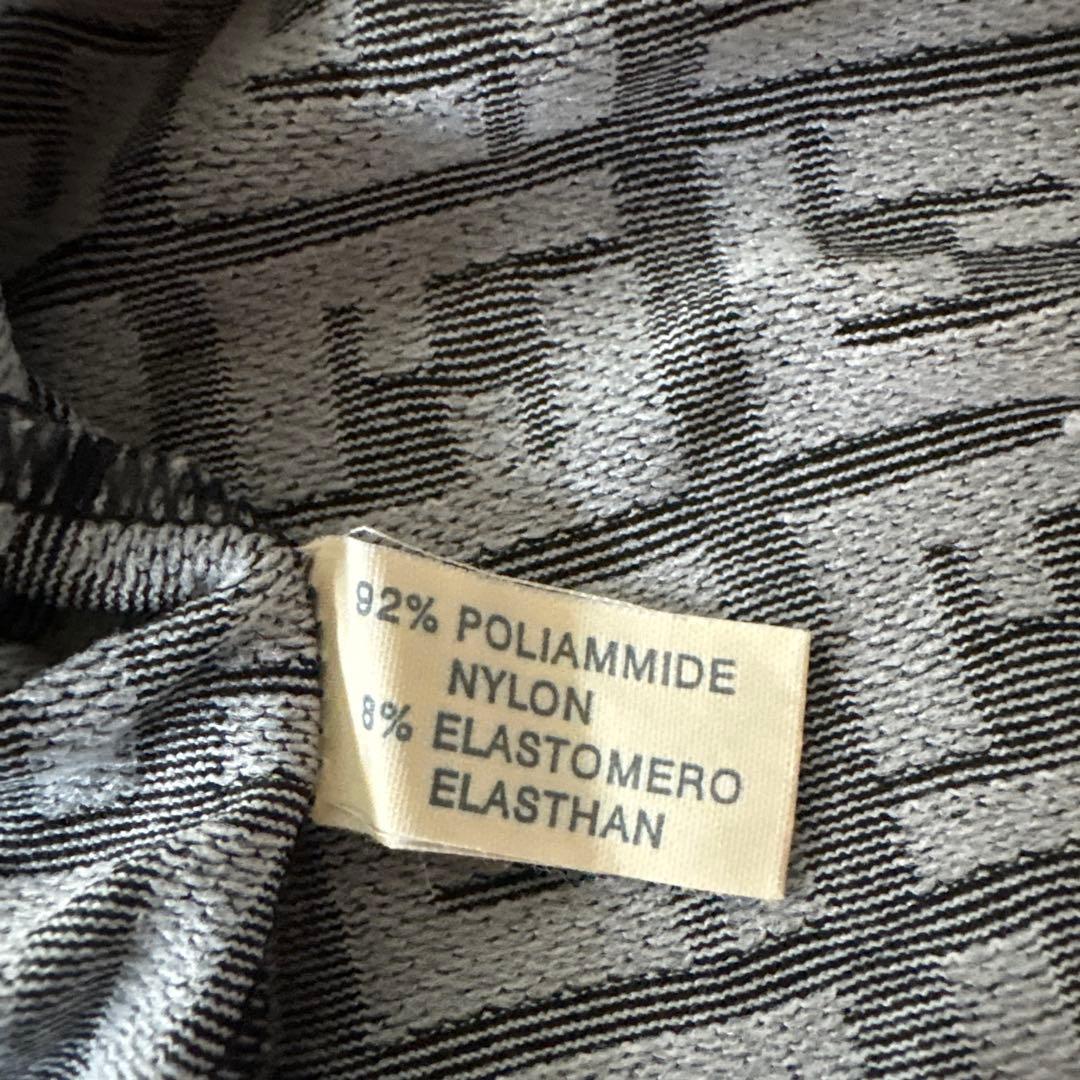 92% POLIAMMIDE
NYLON
8% ELASTOMERO
ELASTHAN